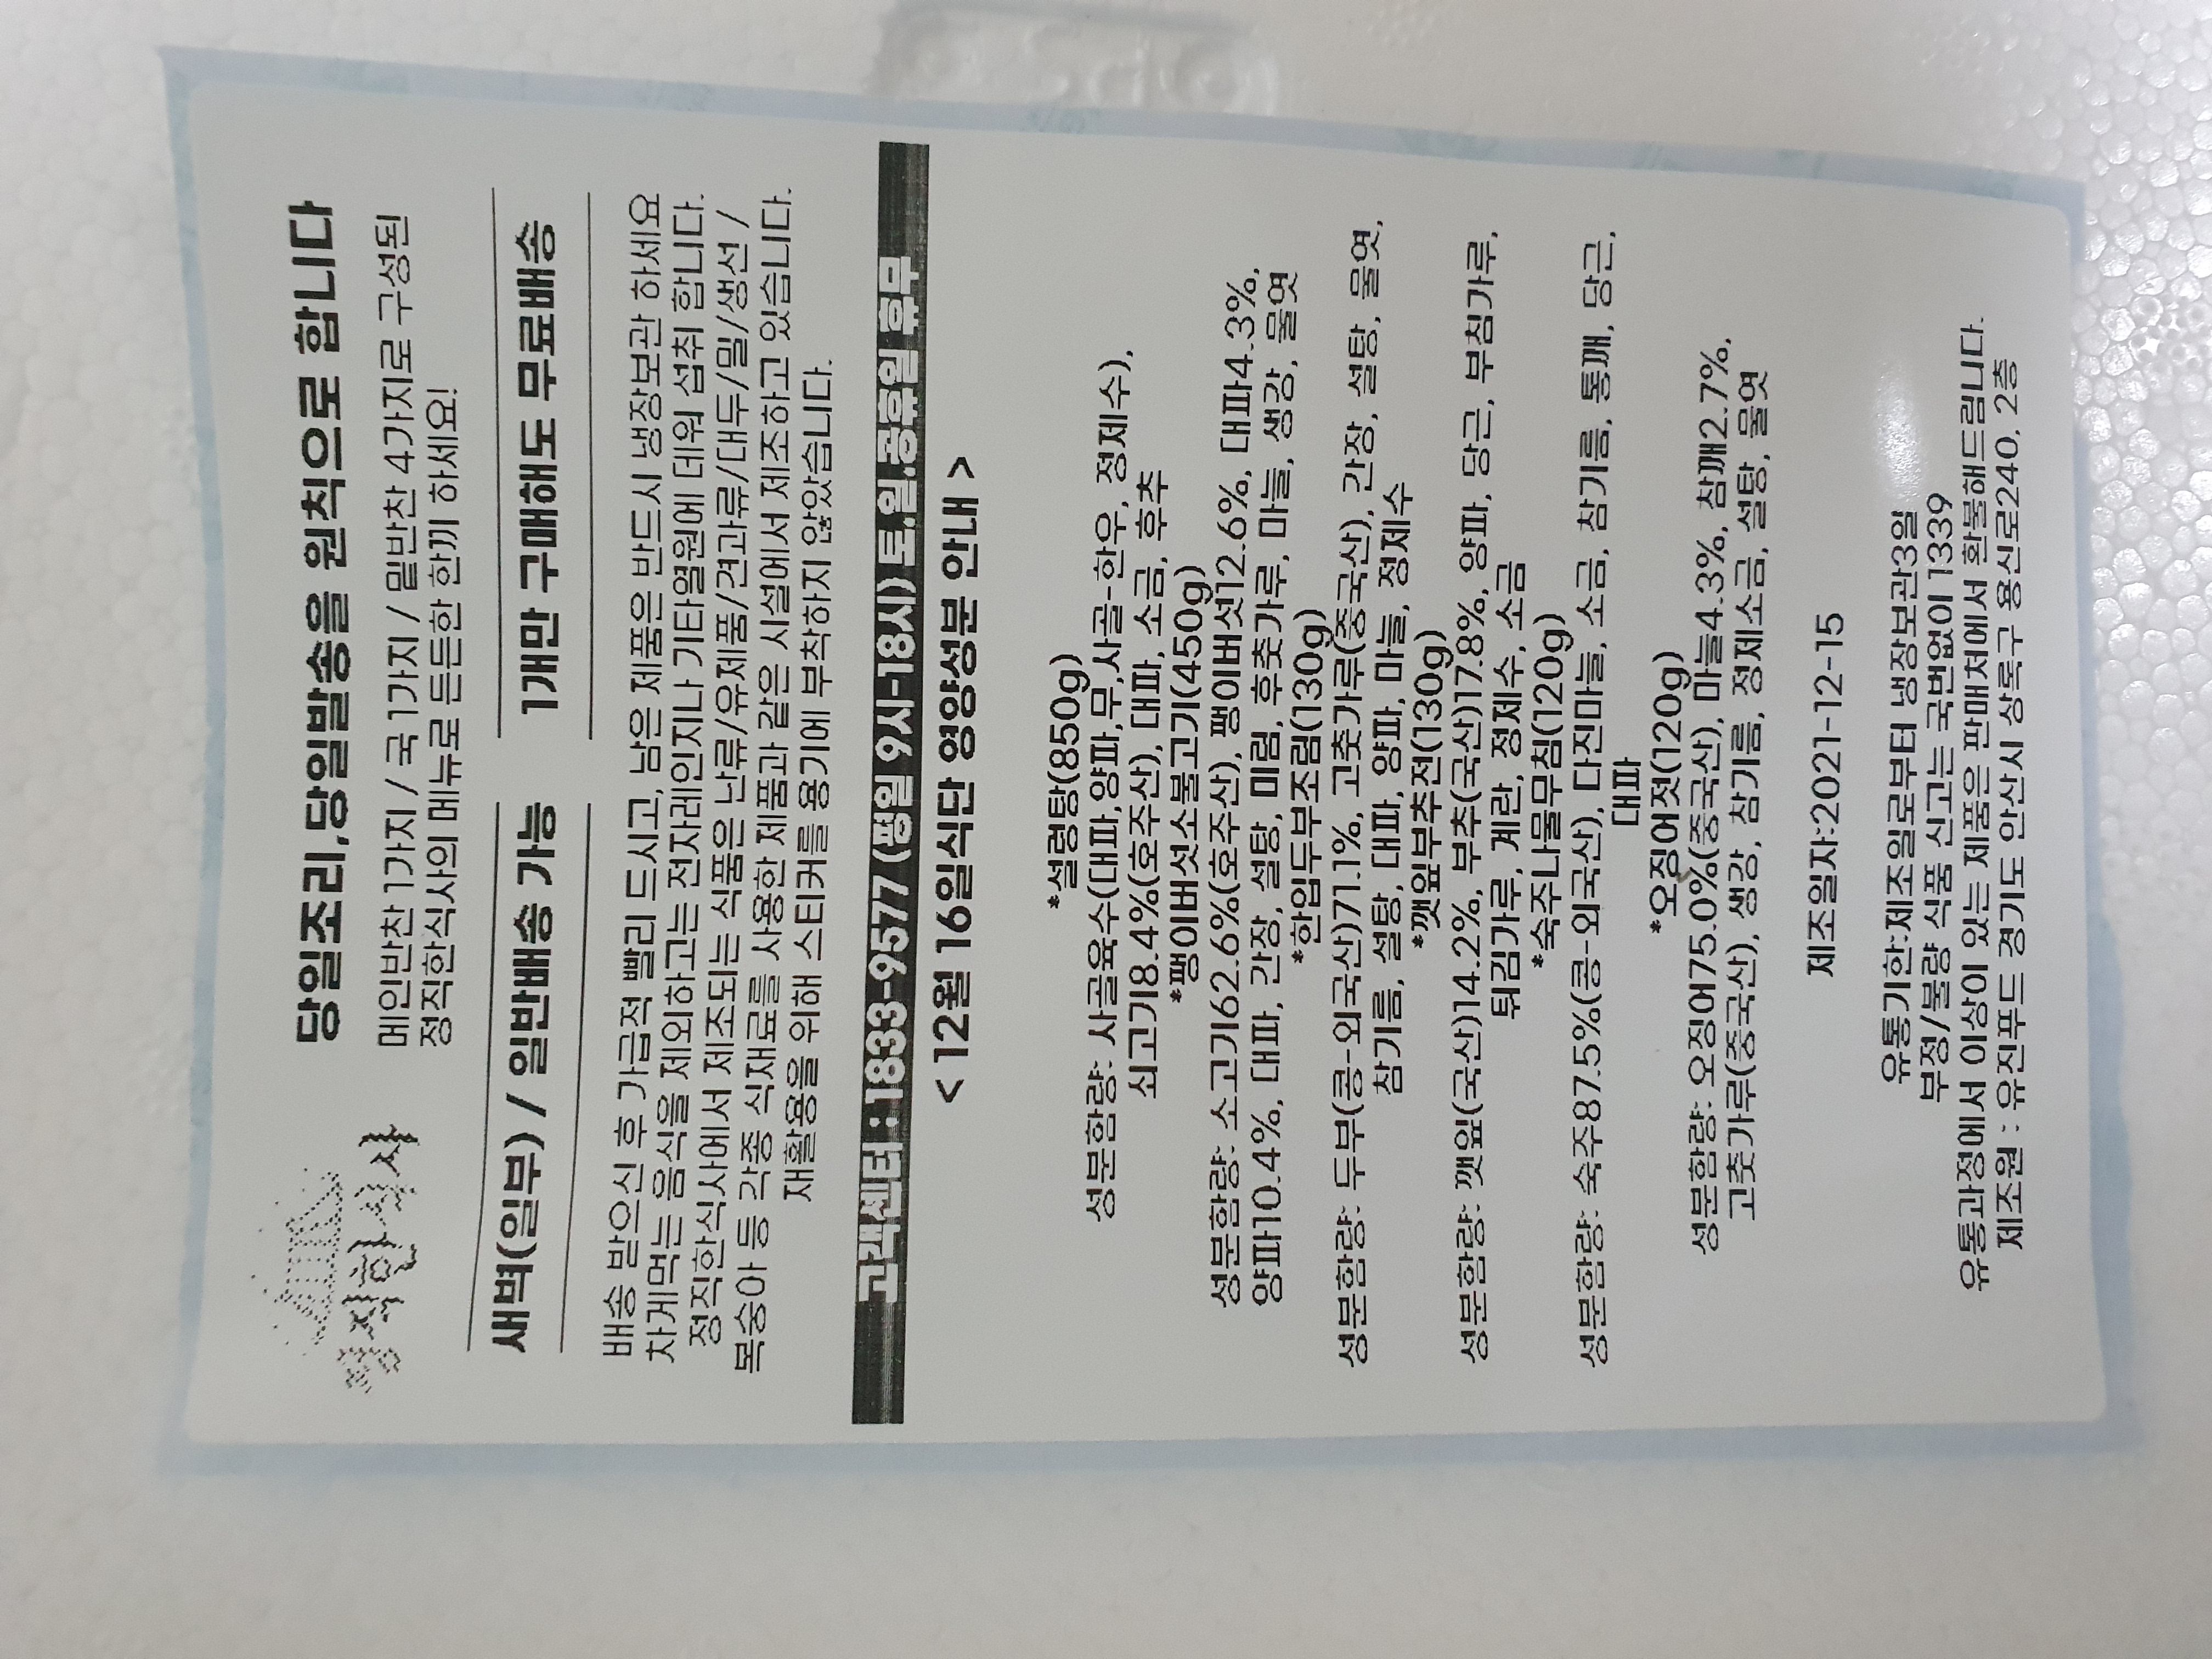 정직한식사
당일조리,당일발송을 원칙으로 합니다
메인반찬 1가지 / 국 1가지 / 밑반찬 4가지로 구성된
정직한식사의 메뉴로 든든한 한끼 하세요!
새벽(일부) / 일반배송 가능
1개만 구매해도 무료배송
배송 받으신 후 가급적 빨리 드시고, 남은 제품은 반드시 냉장보관 하세요
차게먹는 음식을 제외하고는 전자레인지나 기타열원에 데워 섭취 합니다.
정직한식사에서 제조되는 식품은 난류/유제품/견과류/대두/밀/생선 /
복숭아 등 각종 식재료를 사용한 제품과 같은 시설에서 제조하고 있습니다.
재활용을 위해 스티커를 용기에 부착하지 않았습니다.
고객센터 : 1833-9577 (평일 9시-18시) 토.일.공휴일 휴무
< 12월 16일식단 영양성분 안내 >
*설렁탕(850g)
성분함량: 사골육수(대파,양파,무,사골-한우, 정제수),
쇠고기8.4%(호주산), 대파, 소금, 후추
*팽이버섯소불고기(450g)
성분함량: 소고기62.6%(호주산), 팽이버섯12.6%, 대파4.3%,
양파10.4%, 대파, 간장, 설탕, 미림, 후춧가루, 마늘, 생강, 물엿
*한입두부조림(130g)
성분함량: 두부(콩-외국산)71.1%, 고춧가루(중국산), 간장, 설탕, 물엿,
참기름, 설탕, 대파, 양파, 마늘, 정제수
*깻잎부추전(130g)
성분함량: 깻잎(국산)14.2%, 부추(국산)17.8%, 양파, 당근, 부침가루,
튀김가루, 계란, 정제수, 소금
*숙주나물무침(120g)
성분함량: 숙주87.5%(콩-외국산), 다진마늘, 소금, 참기름, 통깨, 당근,
대파
*오징어젓(120g)
성분함량: 오징어75.0%(중국산), 마늘4.3%, 참깨2.7%,
고춧가루(중국산), 생강, 참기름, 정제소금, 설탕, 물엿
제조일자:2021-12-15
유통기한:제조일로부터 냉장보관3일
부정/불량 식품 신고는 국번없이 1339
유통과정에서 이상이 있는 제품은 판매처에서 환불해드립니다.
제조원 : 유진푸드 경기도 안산시 상록구 용신로240, 2층